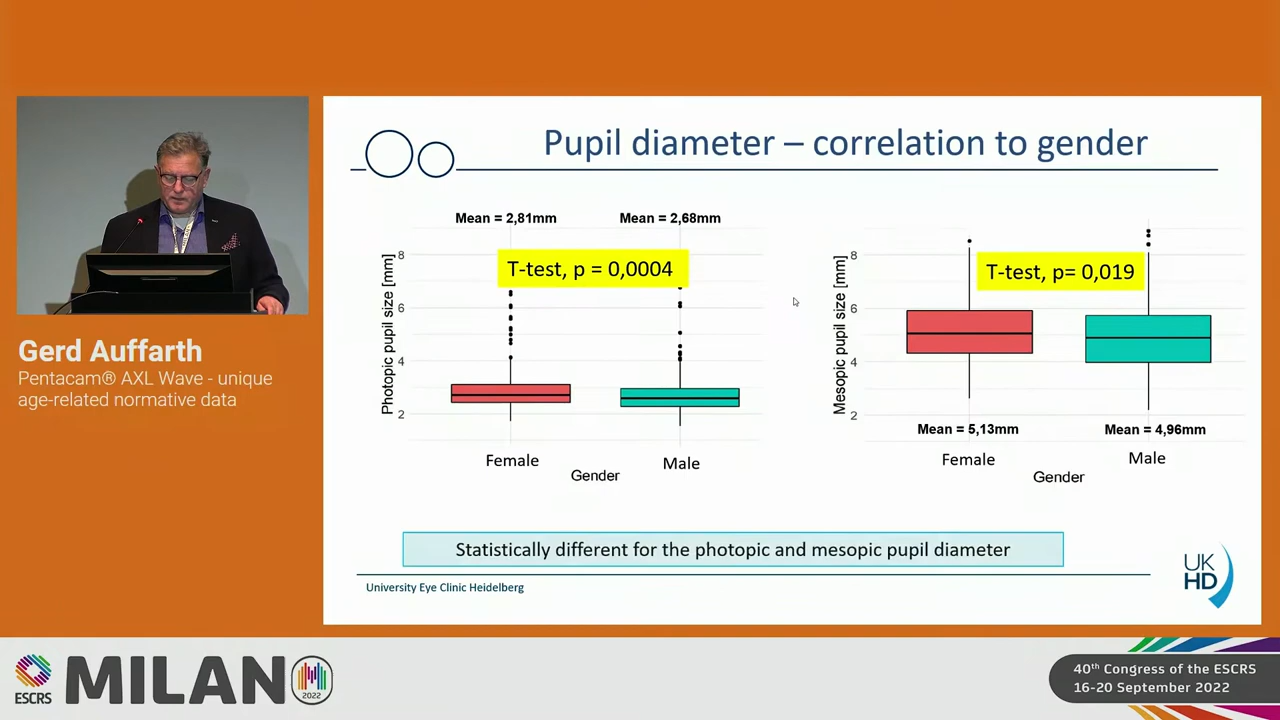 Pupil diameter – correlation to gender
Mean = 2,81mm
Mean = 2,68mm
T-test, p = 0,0004
Photopic pupil size [mm]
8
6
4
2
Female
Male
Gender
T-test, p= 0,019
Mesopic pupil size [mm]
8
6
4
2
Mean = 5,13mm
Mean = 4,96mm
Female
Male
Gender
Statistically different for the photopic and mesopic pupil diameter
University Eye Clinic Heidelberg
UK
HD
Gerd Auffarth
Pentacam® AXL Wave - unique
age-related normative data
ESCRS
MILANO
2022
40th Congress of the ESCRS
16-20 September 2022